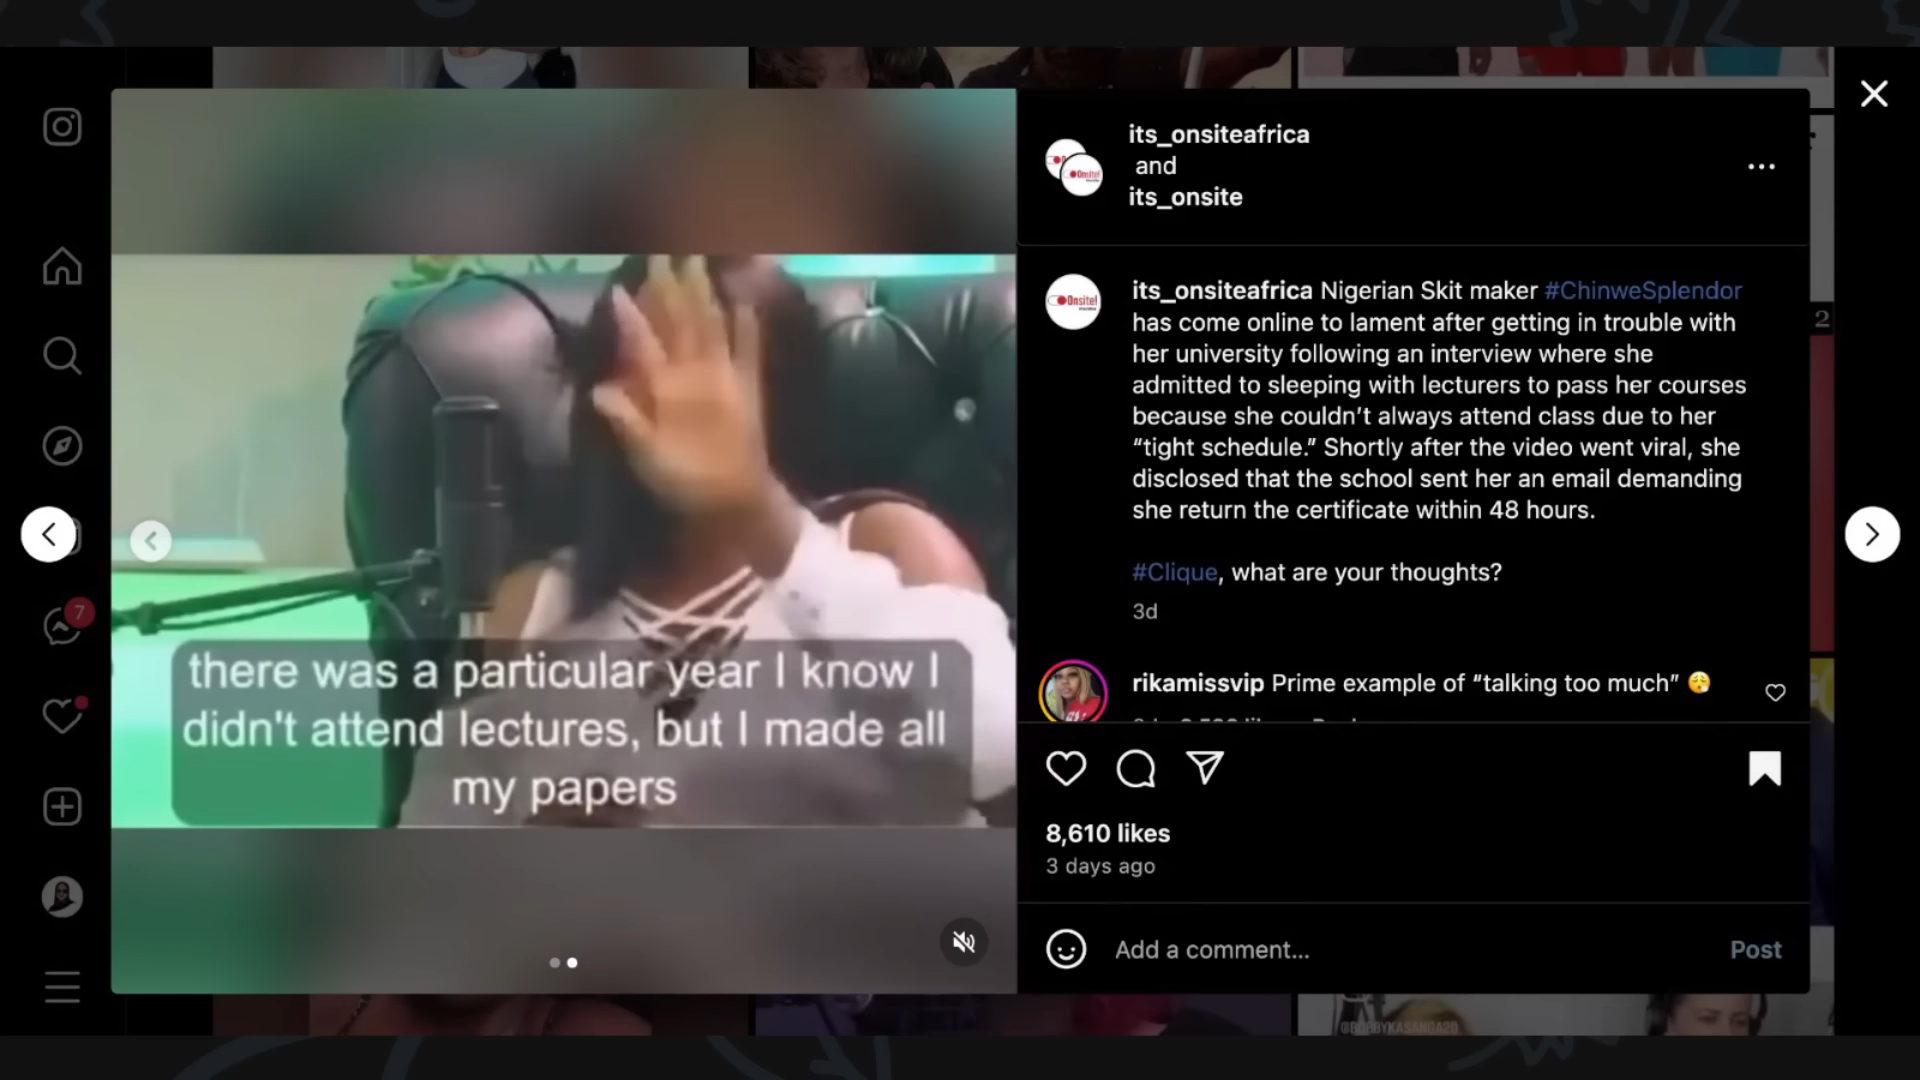 its_onsiteafrica
and
its_onsite
Onsite!
its_onsiteafrica Nigerian Skit maker #ChinweSplendor
has come online to lament after getting in trouble with
her university following an interview where she
admitted to sleeping with lecturers to pass her courses
because she couldn't always attend class due to her
“tight schedule.” Shortly after the video went viral, she
disclosed that the school sent her an email demanding
she return the certificate within 48 hours.
#Clique, what are your thoughts?
3d
rikamissvip Prime example of “talking too much” 😮‍💨
8,610 likes
3 days ago
Add a comment...
Post
there was a particular year I know I
didn't attend lectures, but I made all
my papers
7
2
@BOBBYKASANGA20